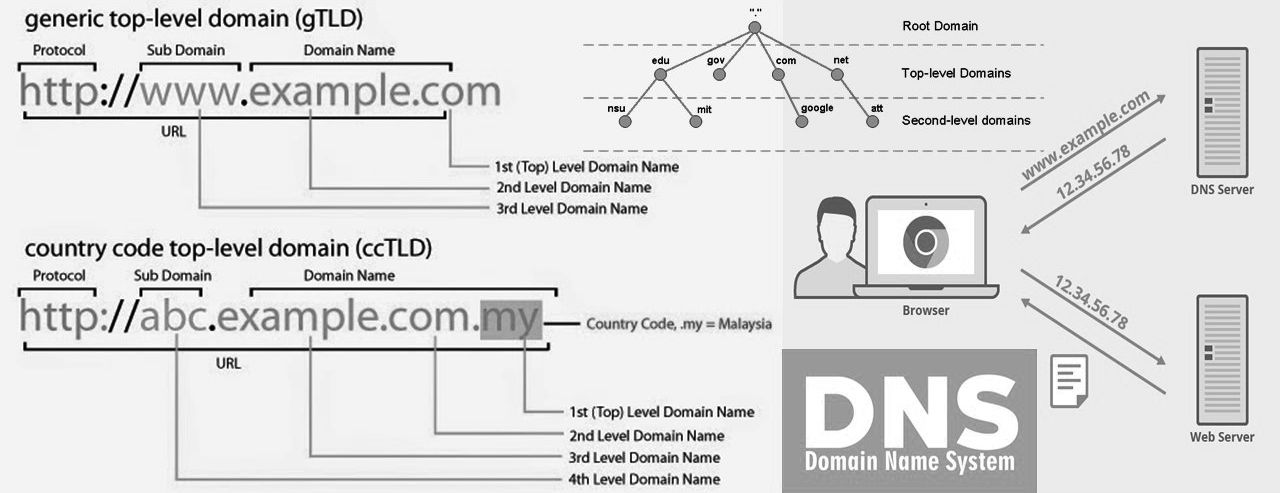 generic top-level domain (gTLD)
Protocol
Sub Domain
Domain Name
http://www.example.com
URL
1st (Top) Level Domain Name
2nd Level Domain Name
3rd Level Domain Name
country code top-level domain (ccTLD)
Protocol
Sub Domain
Domain Name
http://abc.example.com.my
Country Code, .my = Malaysia
URL
1st (Top) Level Domain Name
2nd Level Domain Name
3rd Level Domain Name
4th Level Domain Name
"."
Root Domain
edu
gov
com
net
Top-level Domains
nsu
mit
google
att
Second-level domains
www.example.com
12.34.56.78
DNS Server
Browser
12.34.56.78
Web Server
DNS
Domain Name System